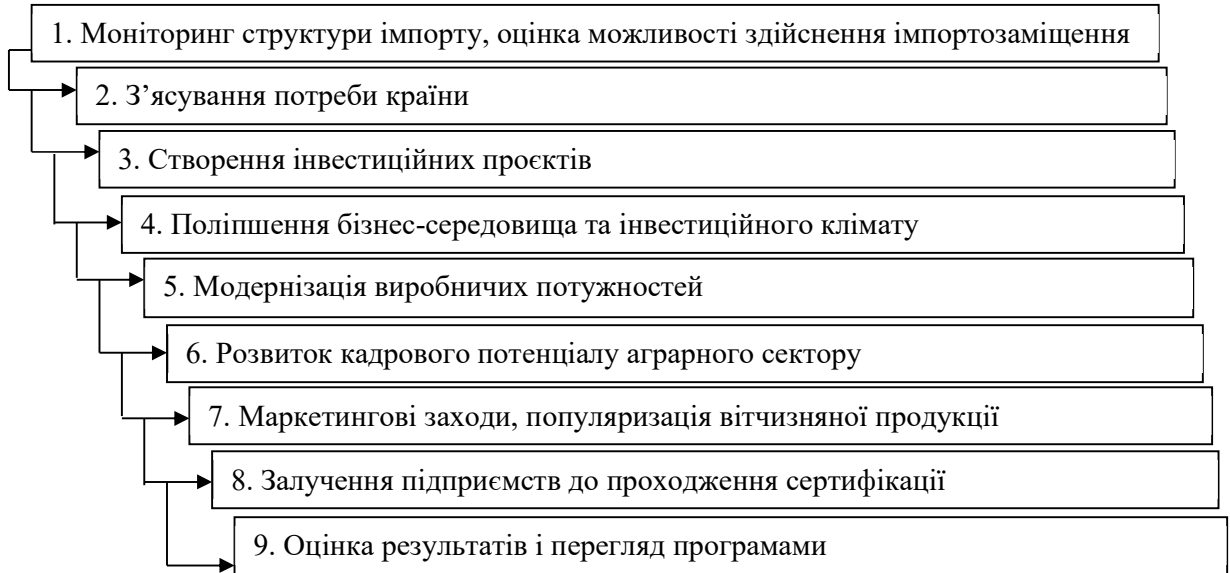 1. Моніторинг структури імпорту, оцінка можливості здійснення імпортозаміщення
2. З’ясування потреби країни
3. Створення інвестиційних проєктів
4. Поліпшення бізнес-середовища та інвестиційного клімату
5. Модернізація виробничих потужностей
6. Розвиток кадрового потенціалу аграрного сектору
7. Маркетингові заходи, популяризація вітчизняної продукції
8. Залучення підприємств до проходження сертифікації
9. Оцінка результатів і перегляд програмами